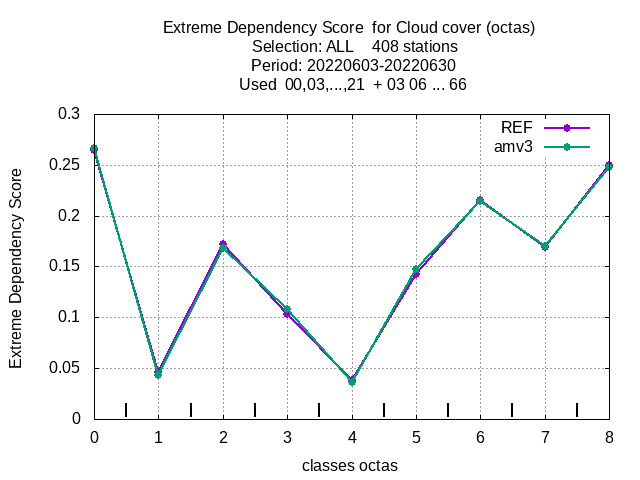 Extreme Dependency Score  for Cloud cover (octas)
Selection: ALL    408 stations
Period: 20220603-20220630
Used  00,03,...,21  + 03 06 ... 66
REF
amv3
0.3
0.25
0.2
0.15
0.1
0.05
0
Extreme Dependency Score
0 1 2 3 4 5 6 7 8
classes octas